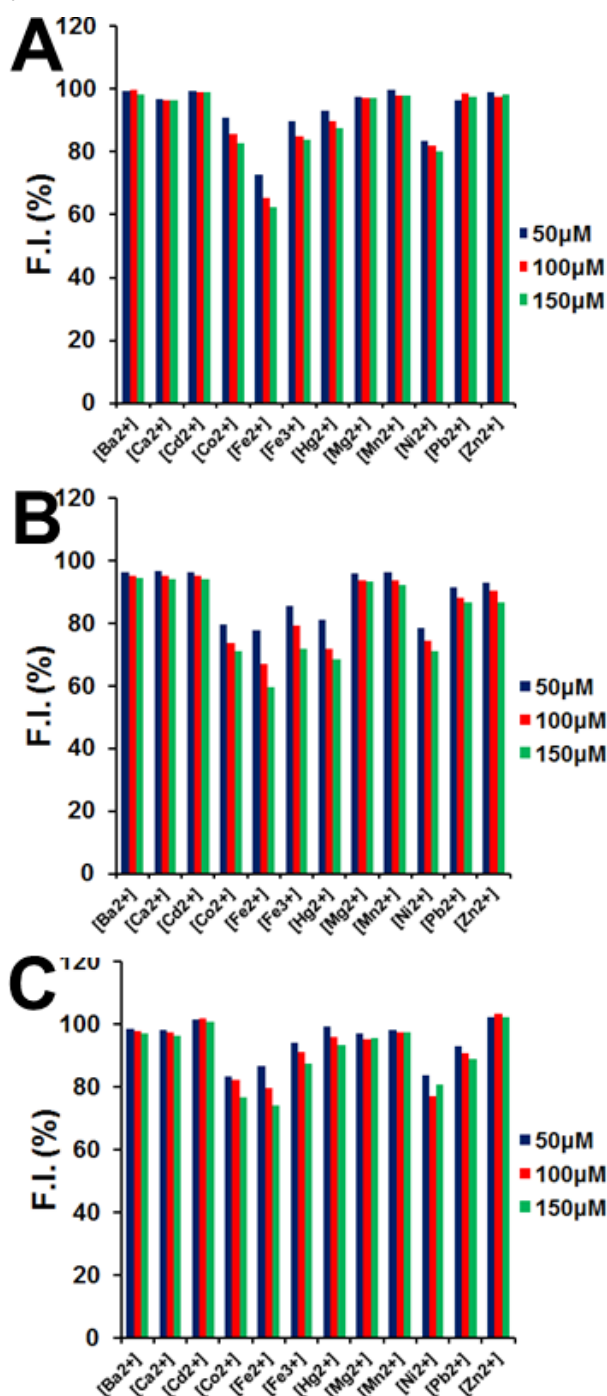 A
120
100
80
60
40
20
0
F.I. (%)
50µM
100µM
150µM
[Ba2+]
[Ca2+]
[Cd2+]
[Co2+]
[Fe2+]
[Fe3+]
[Hg2+]
[Mg2+]
[Mn2+]
[Ni2+]
[Pb2+]
[Zn2+]
B
120
100
80
60
40
20
0
F.I. (%)
50µM
100µM
150µM
[Ba2+]
[Ca2+]
[Cd2+]
[Co2+]
[Fe2+]
[Fe3+]
[Hg2+]
[Mg2+]
[Mn2+]
[Ni2+]
[Pb2+]
[Zn2+]
C
120
100
80
60
40
20
0
F.I. (%)
50µM
100µM
150µM
[Ba2+]
[Ca2+]
[Cd2+]
[Co2+]
[Fe2+]
[Fe3+]
[Hg2+]
[Mg2+]
[Mn2+]
[Ni2+]
[Pb2+]
[Zn2+]